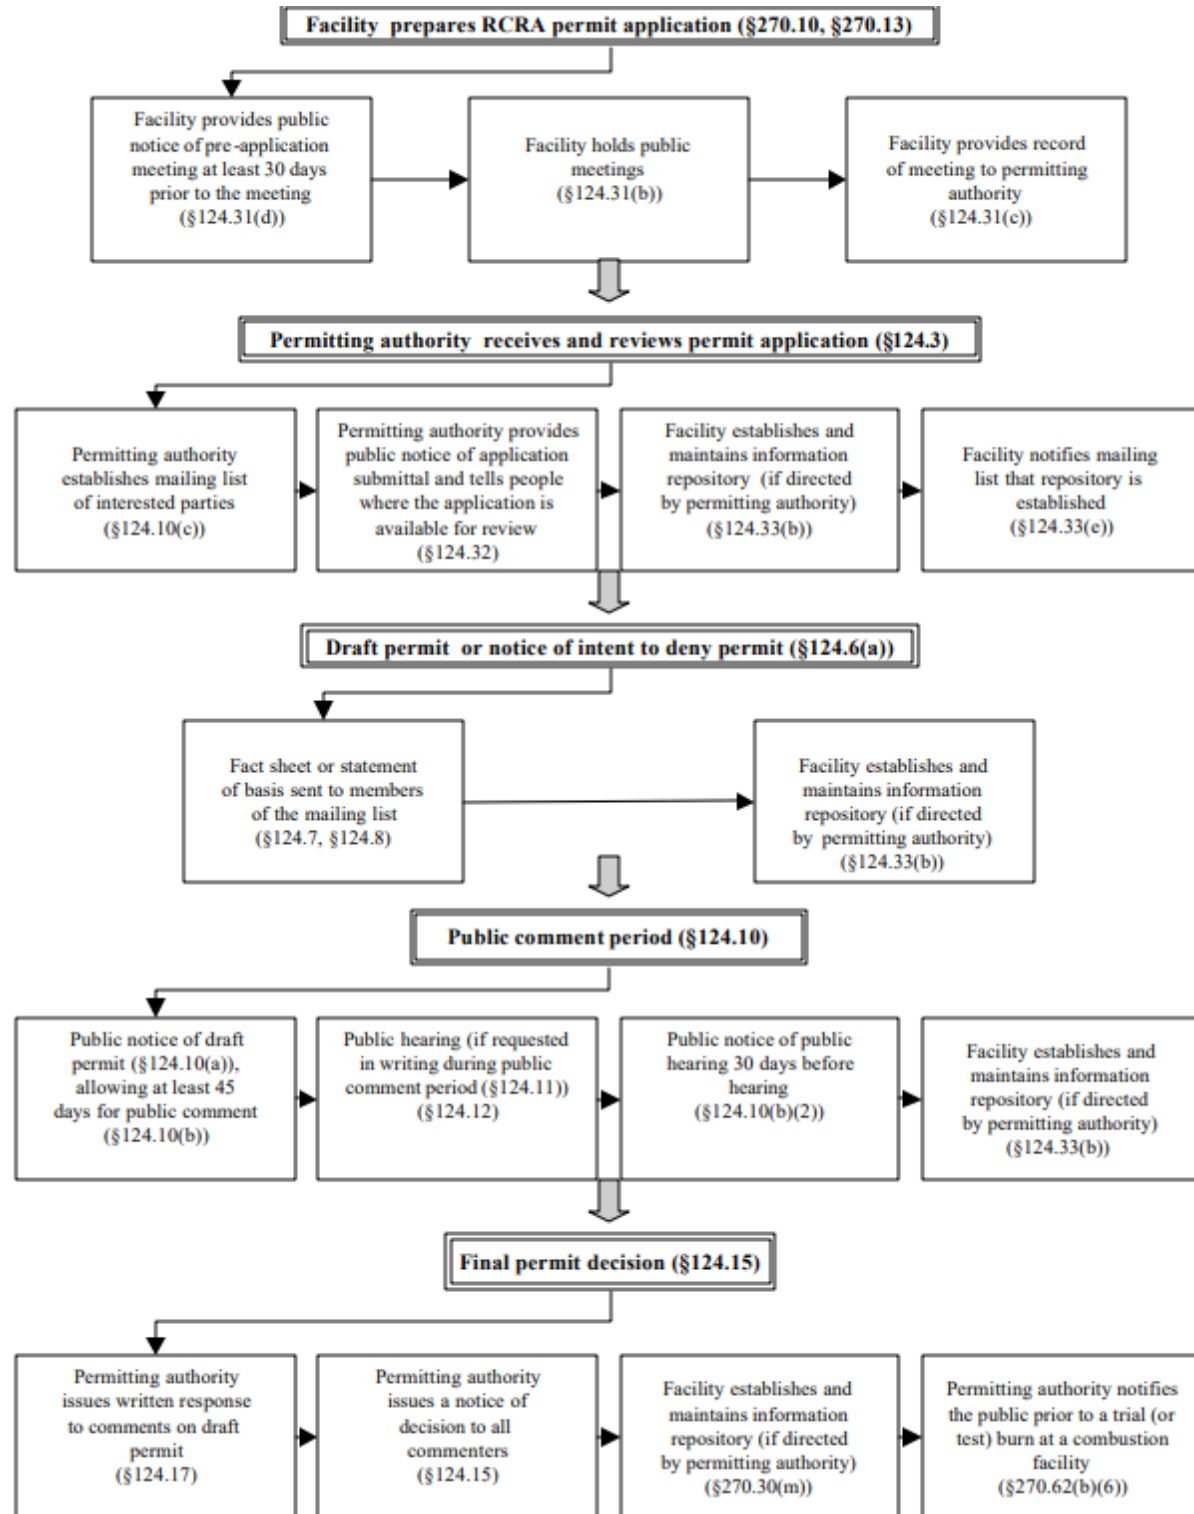 Facility prepares RCRA permit application (§270.10, §270.13)
Facility provides public
notice of pre-application
meeting at least 30 days
prior to the meeting
(§124.31(d))
Facility holds public
meetings
(§124.31(b))
Facility provides record
of meeting to permitting
authority
(§124.31(c))
Permitting authority receives and reviews permit application (§124.3)
Permitting authority
establishes mailing list
of interested parties
(§124.10(c))
Permitting authority provides
public notice of application
submittal and tells people
where the application is
available for review
(§124.32)
Facility establishes and
maintains information
repository (if directed
by permitting authority)
(§124.33(b))
Facility notifies mailing
list that repository is
established
(§124.33(e))
Draft permit or notice of intent to deny permit (§124.6(a))
Fact sheet or statement
of basis sent to members
of the mailing list
(§124.7, §124.8)
Facility establishes and
maintains information
repository (if directed
by permitting authority)
(§124.33(b))
Public comment period (§124.10)
Public notice of draft
permit (§124.10(a)),
allowing at least 45
days for public comment
(§124.10(b))
Public hearing (if requested
in writing during public
comment period (§124.11))
(§124.12)
Public notice of public
hearing 30 days before
hearing
(§124.10(b)(2))
Facility establishes and
maintains information
repository (if directed
by permitting authority)
(§124.33(b))
Final permit decision (§124.15)
Permitting authority
issues written response
to comments on draft
permit
(§124.17)
Permitting authority
issues a notice of
decision to all
commenters
(§124.15)
Facility establishes and
maintains information
repository (if directed
by permitting authority)
(§270.30(m))
Permitting authority notifies
the public prior to a trial (or
test) burn at a combustion
facility
(§270.62(b)(6))